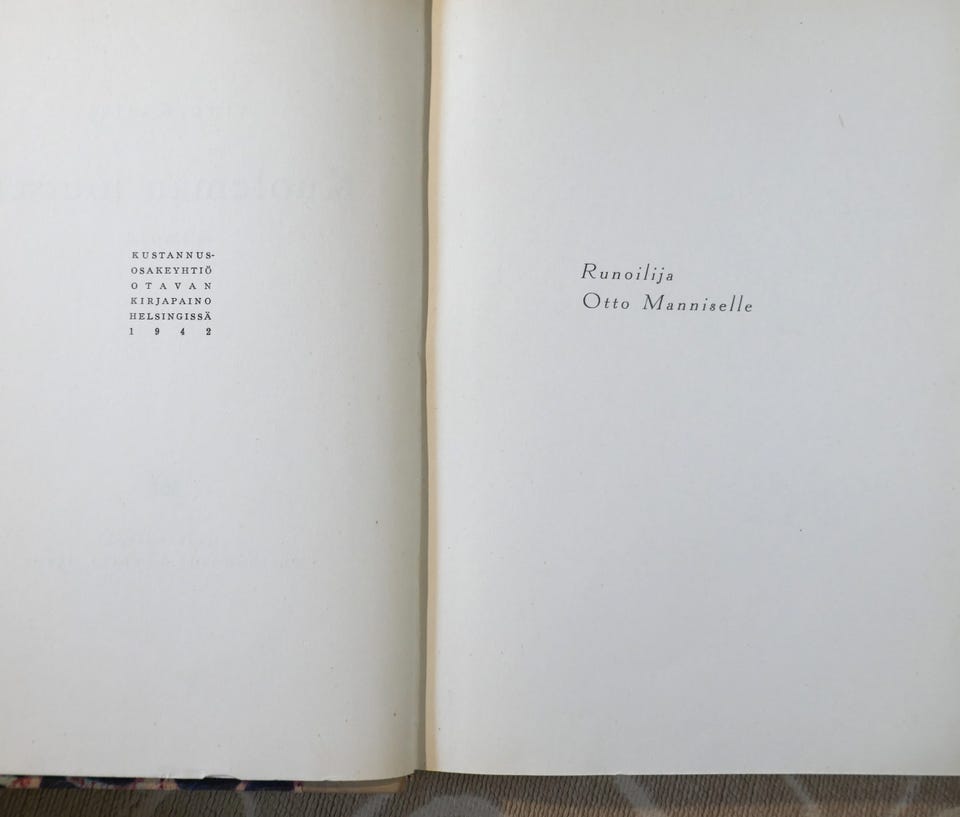 KUSTANNUS-
OSAKEYHTIÖ
OTAVAN
KIRJAPAINO
HELSINGISSÄ
1942
Runoilija
Otto Manniselle